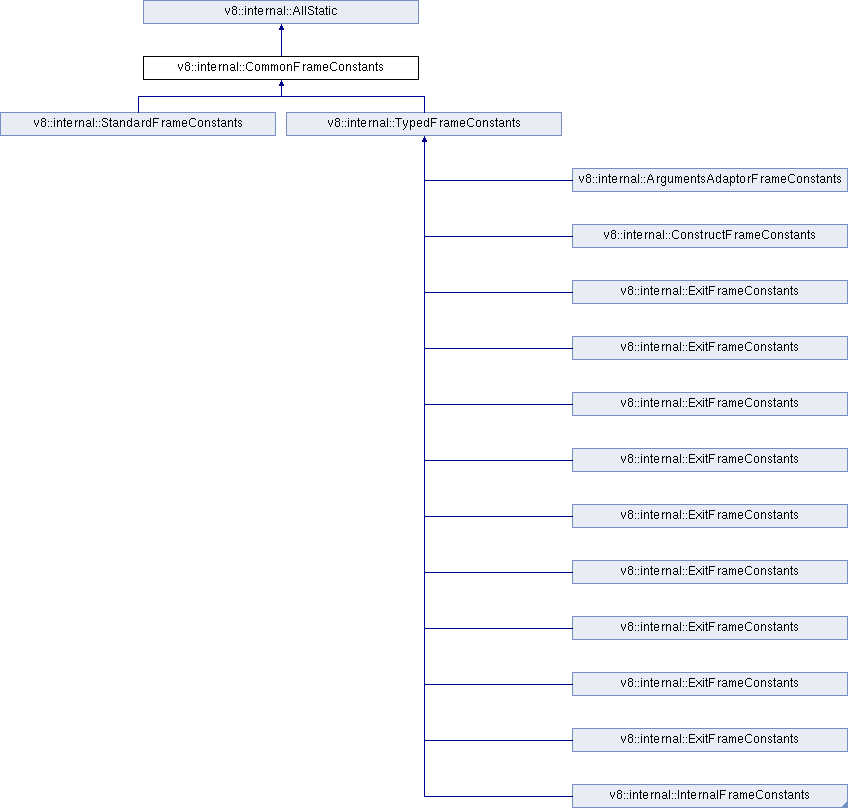 v8::internal::AllStatic
v8::internal::CommonFrameConstants
v8::internal::StandardFrameConstants
v8::internal::TypedFrameConstants
v8::internal::ArgumentsAdaptorFrameConstants
v8::internal::ConstructFrameConstants
v8::internal::ExitFrameConstants
v8::internal::ExitFrameConstants
v8::internal::ExitFrameConstants
v8::internal::ExitFrameConstants
v8::internal::ExitFrameConstants
v8::internal::ExitFrameConstants
v8::internal::ExitFrameConstants
v8::internal::ExitFrameConstants
v8::internal::ExitFrameConstants
v8::internal::InternalFrameConstants